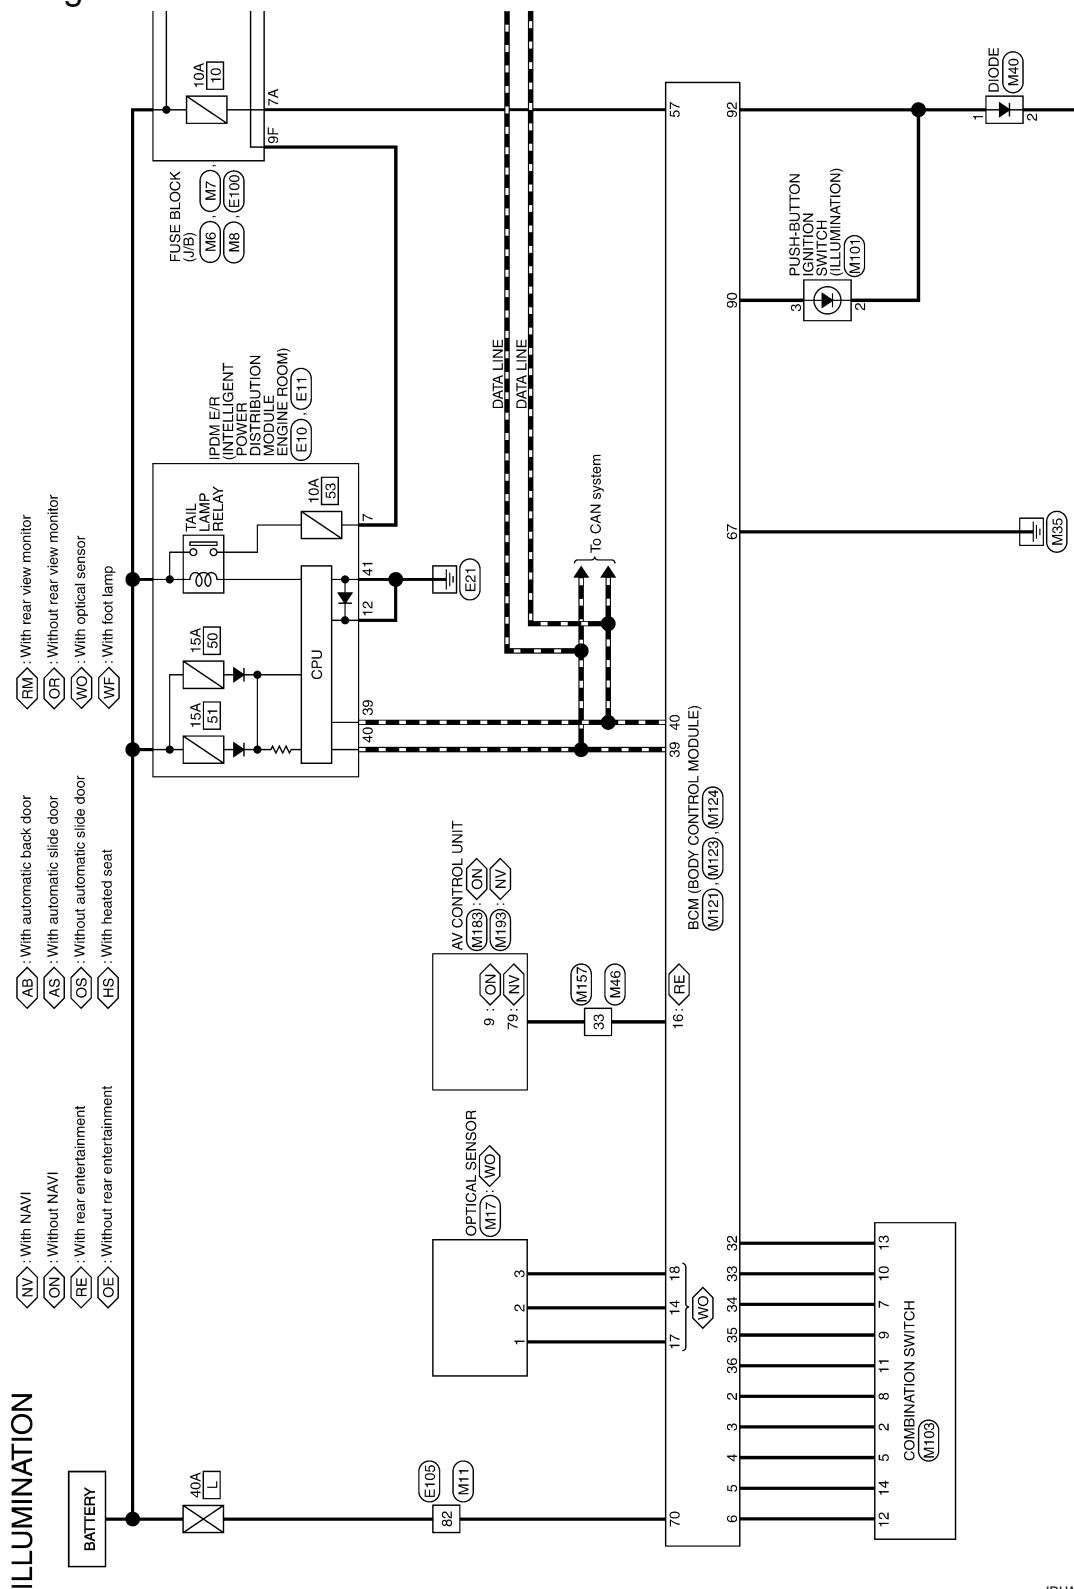 ILLUMINATION
BATTERY
NV : With NAVI
ON : Without NAVI
RE : With rear entertainment
OE : Without rear entertainment
AB : With automatic back door
AS : With automatic slide door
OS : Without automatic slide door
HS : With heated seat
RM : With rear view monitor
OR : Without rear view monitor
WO : With optical sensor
WF : With foot lamp
40A
L
82
E105
M11
70
15A
51
15A
50
TAIL
LAMP
RELAY
10A
53
CPU
40
39
12
41
7
IPDM E/R
(INTELLIGENT
POWER
DISTRIBUTION
MODULE
ENGINE ROOM)
E10 , E11
E21
FUSE BLOCK
(J/B)
M6 , M7 ,
M8 , E100
10A
10
9F
7A
OPTICAL SENSOR
M17 : WO
1
2
3
17
14
18
WO
AV CONTROL UNIT
M183 : ON
M193 : NV
9 : ON
79 : NV
33
M157
M46
16 : RE
39
40
To CAN system
DATA LINE
DATA LINE
57
BCM (BODY CONTROL MODULE)
M121 , M123 , M124
6
5
4
3
2
36
35
34
33
32
67
90
92
12
14
5
2
8
11
9
7
10
13
COMBINATION SWITCH
M103
M35
3
2
PUSH-BUTTON
IGNITION
SWITCH
(ILLUMINATION)
M101
1
2
DIODE
M40